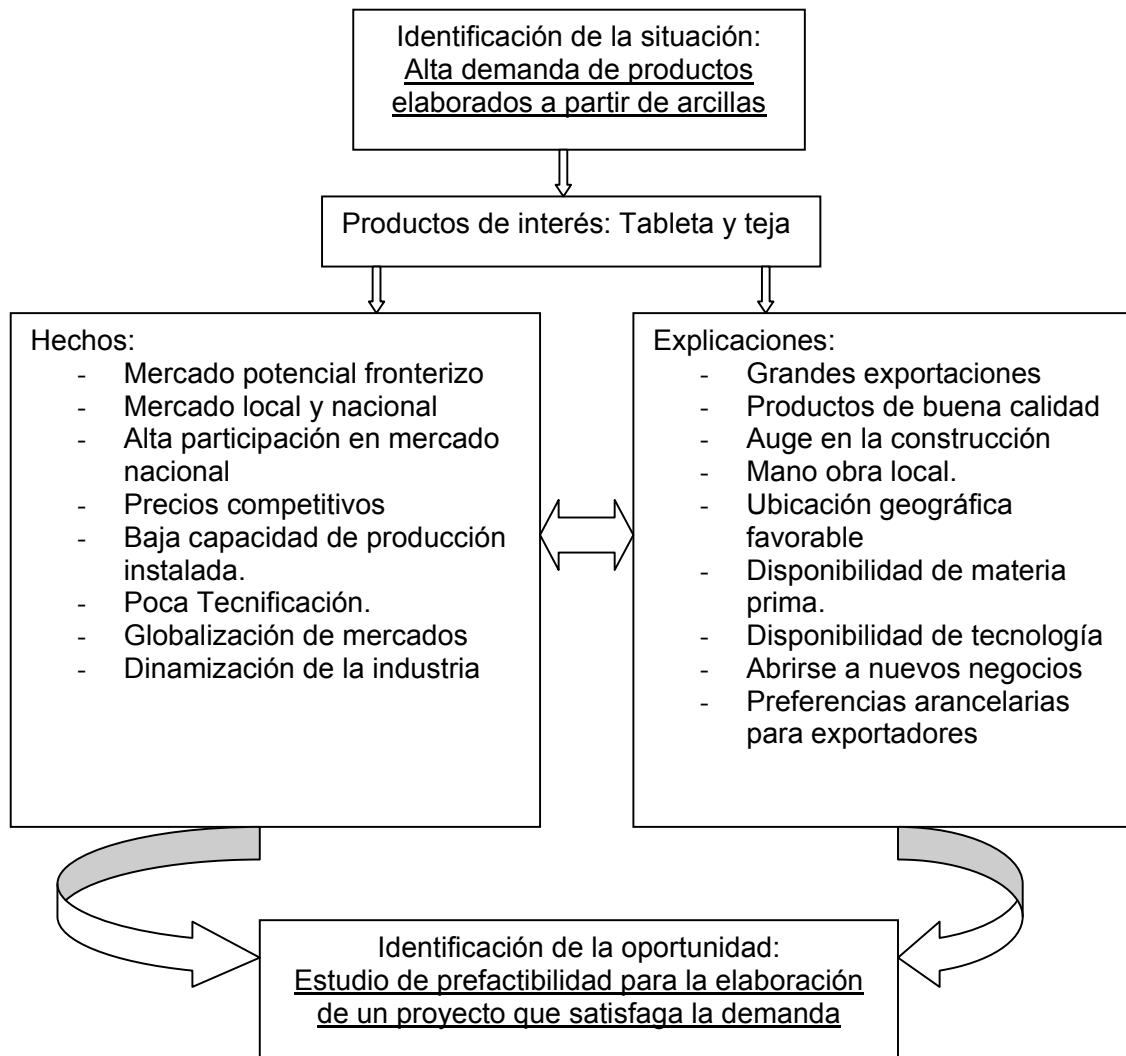 Identificación de la situación:
Alta demanda de productos
elaborados a partir de arcillas
Productos de interés: Tableta y teja
Hechos:
- Mercado potencial fronterizo
- Mercado local y nacional
- Alta participación en mercado
nacional
- Precios competitivos
- Baja capacidad de producción
instalada.
- Poca Tecnificación.
- Globalización de mercados
- Dinamización de la industria
Explicaciones:
- Grandes exportaciones
- Productos de buena calidad
- Auge en la construcción
- Mano obra local.
- Ubicación geográfica
favorable
- Disponibilidad de materia
prima.
- Disponibilidad de tecnología
- Abrirse a nuevos negocios
- Preferencias arancelarias
para exportadores
Identificación de la oportunidad:
Estudio de prefactibilidad para la elaboración
de un proyecto que satisfaga la demanda